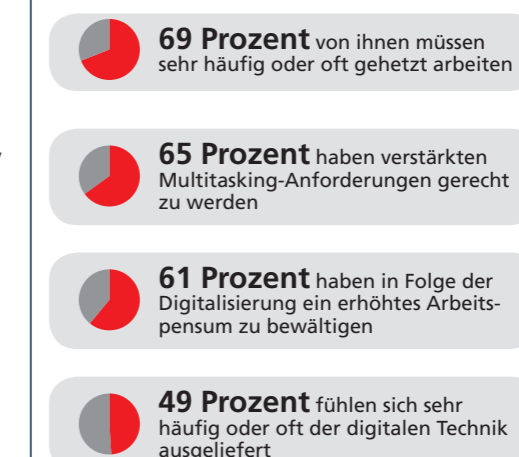 69 Prozent von ihnen müssen
sehr häufig oder oft gehetzt arbeiten
65 Prozent haben verstärkten
Multitasking-Anforderungen gerecht
zu werden
61 Prozent haben in Folge der
Digitalisierung ein erhöhtes Arbeits-
pensum zu bewältigen
49 Prozent fühlen sich sehr
häufig oder oft der digitalen Technik
ausgeliefert